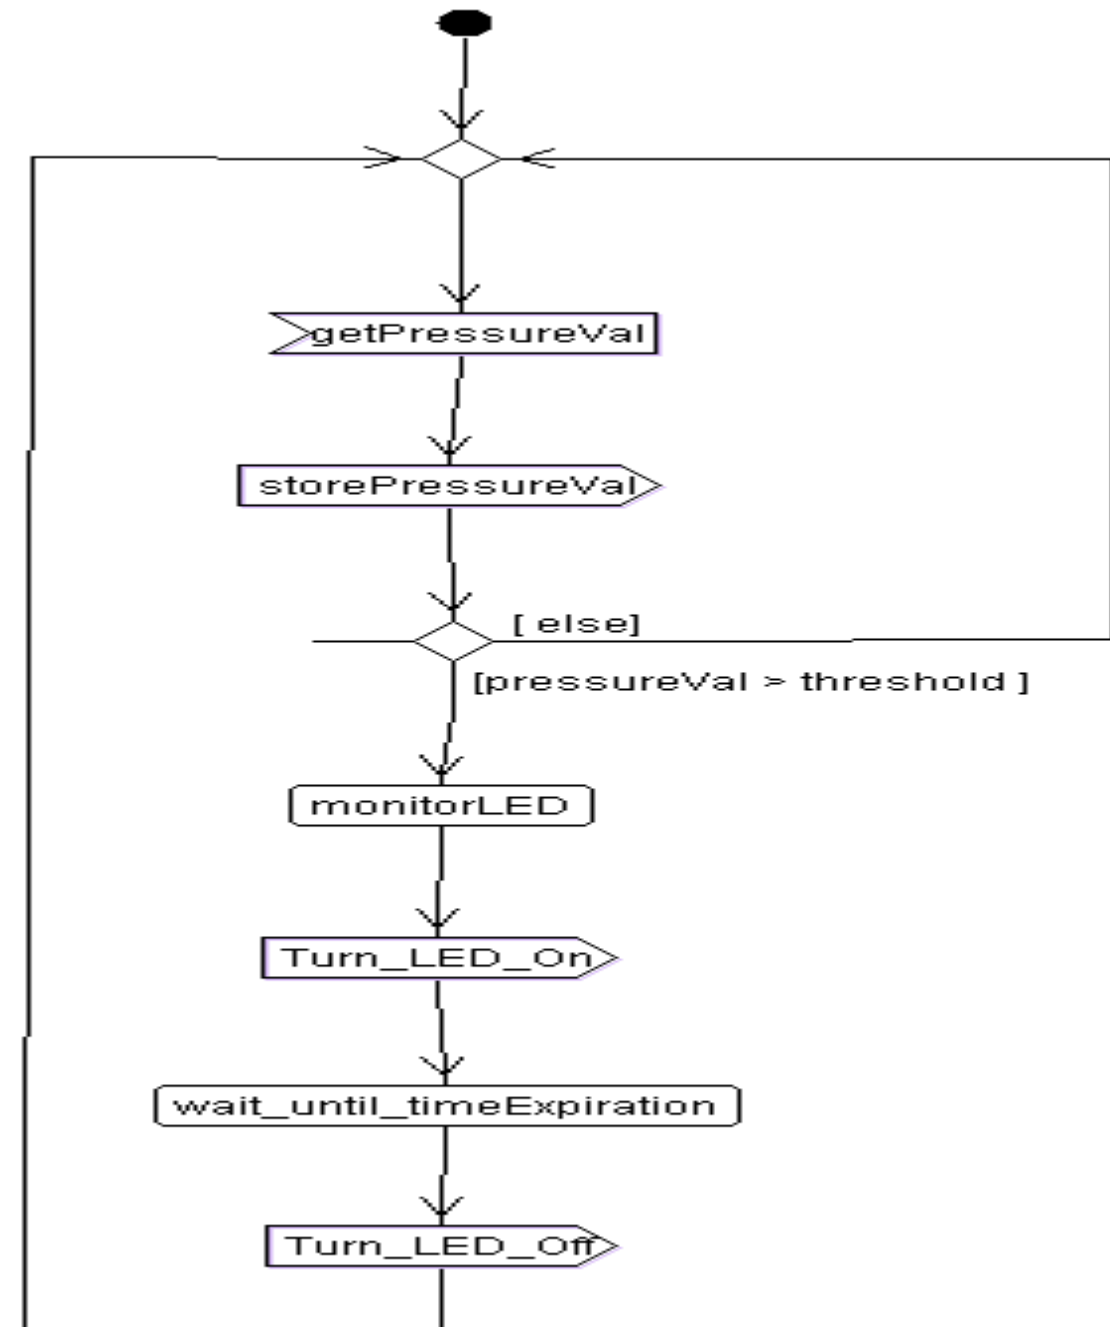 getPressureVal
storePressureVal
[ else]
[pressureVal > threshold ]
monitorLED
Turn_LED_On
wait_until_timeExpiration
Turn_LED_Off